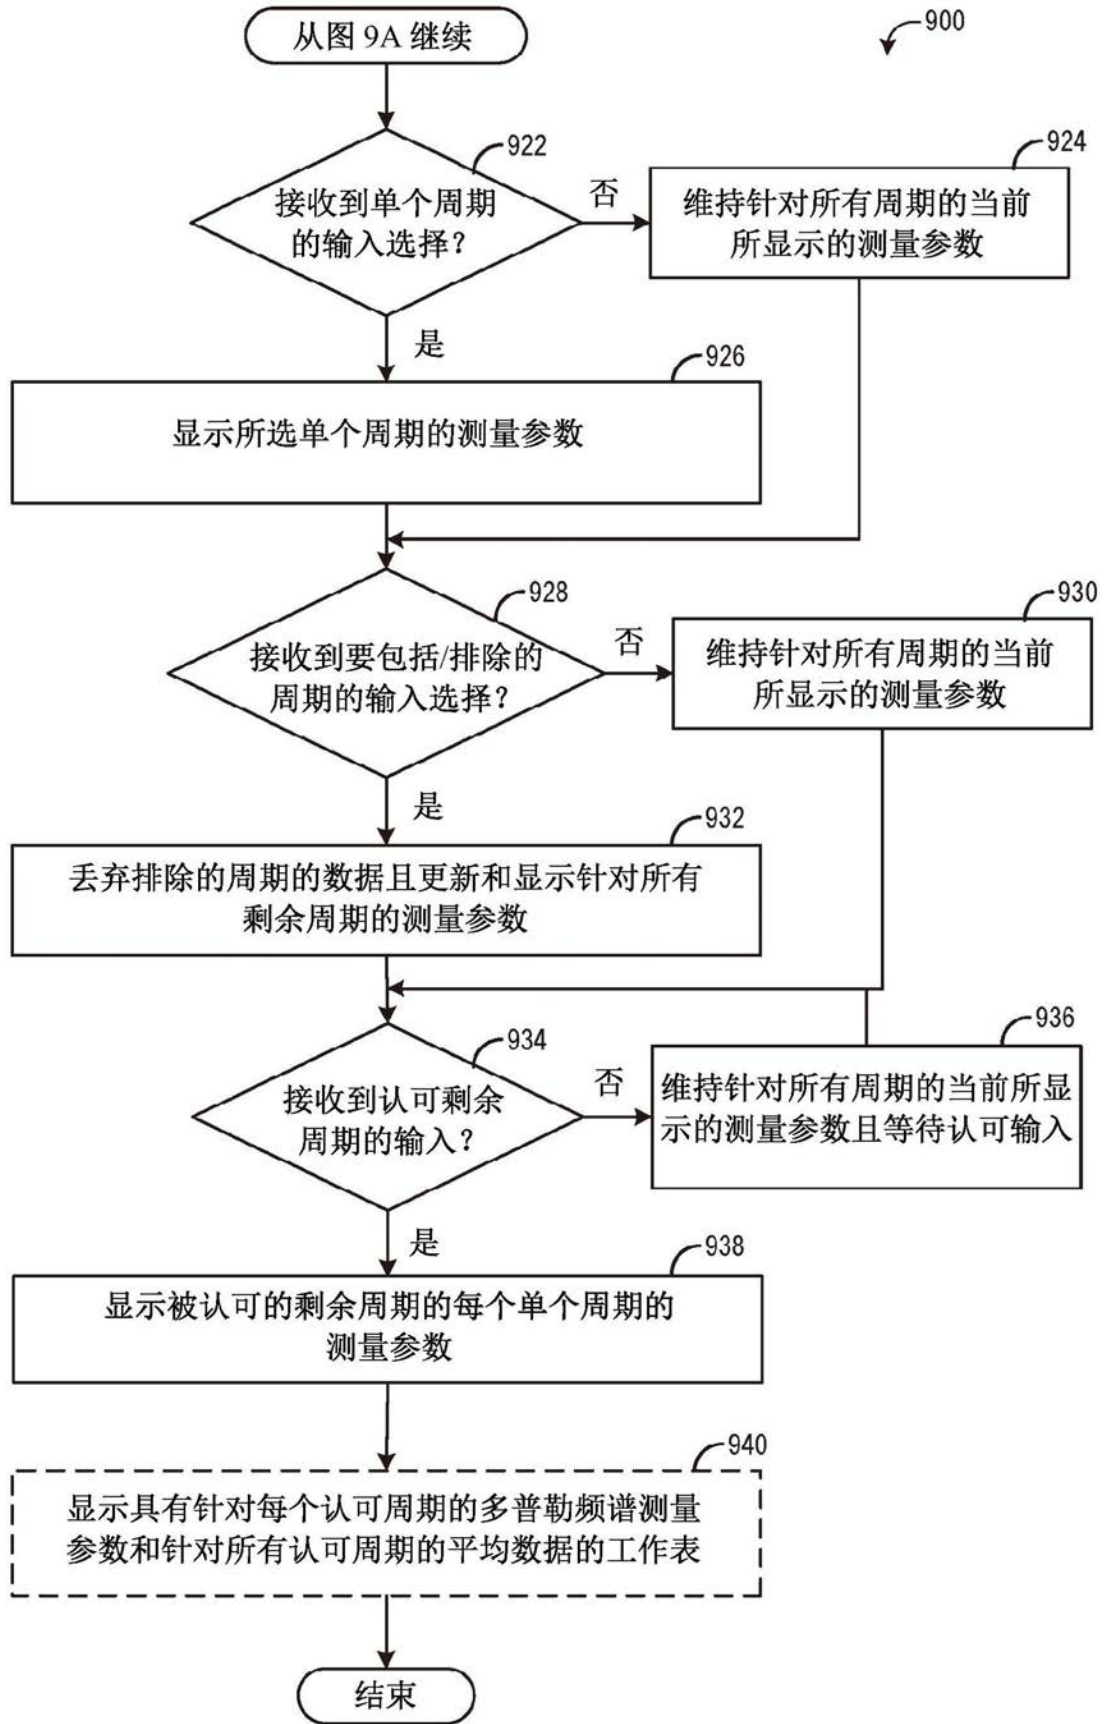 从图 9A 继续
900
922
接收到单个周期
的输入选择?
否
924
维持针对所有周期的当前
所显示的测量参数
是
926
显示所选单个周期的测量参数
928
接收到要包括/排除的
周期的输入选择?
否
930
维持针对所有周期的当前
所显示的测量参数
是
932
丢弃排除的周期的数据且更新和显示针对所有
剩余周期的测量参数
934
接收到认可剩余
周期的输入?
否
936
维持针对所有周期的当前所显
示的测量参数且等待认可输入
是
938
显示被认可的剩余周期的每个单个周期的
测量参数
940
显示具有针对每个认可周期的多普勒频谱测量
参数和针对所有认可周期的平均数据的工作表
结束